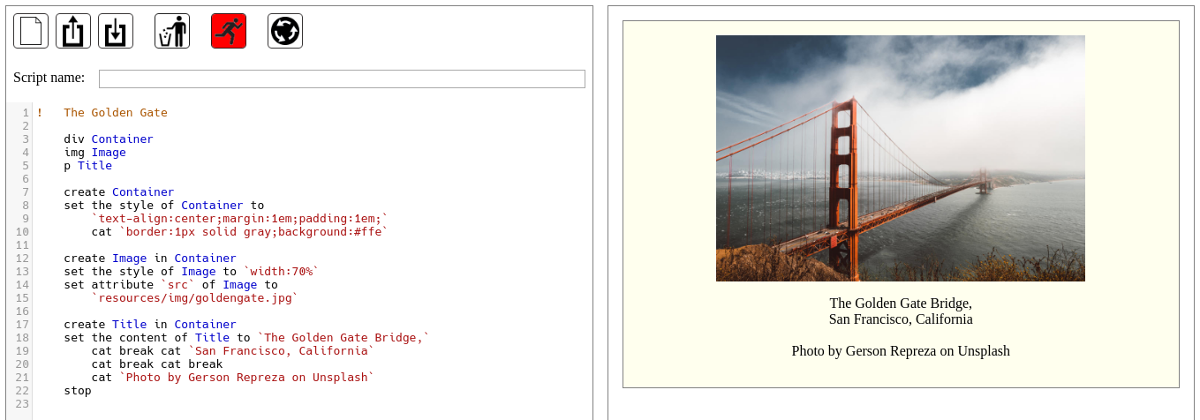 Script name:
1 ! The Golden Gate
2
3 div Container
4 img Image
5 p Title
6
7 create Container
8 set the style of Container to
9 `text-align:center;margin:1em;padding:1em;`
10 cat `border:1px solid gray;background:#ffe`
11
12 create Image in Container
13 set the style of Image to `width:70%`
14 set attribute `src` of Image to
15 `resources/img/goldengate.jpg`
16
17 create Title in Container
18 set the content of Title to `The Golden Gate Bridge,`
19 cat break cat `San Francisco, California`
20 cat break cat break
21 cat `Photo by Gerson Repreza on Unsplash`
22 stop
23
The Golden Gate Bridge,
San Francisco, California
Photo by Gerson Repreza on Unsplash